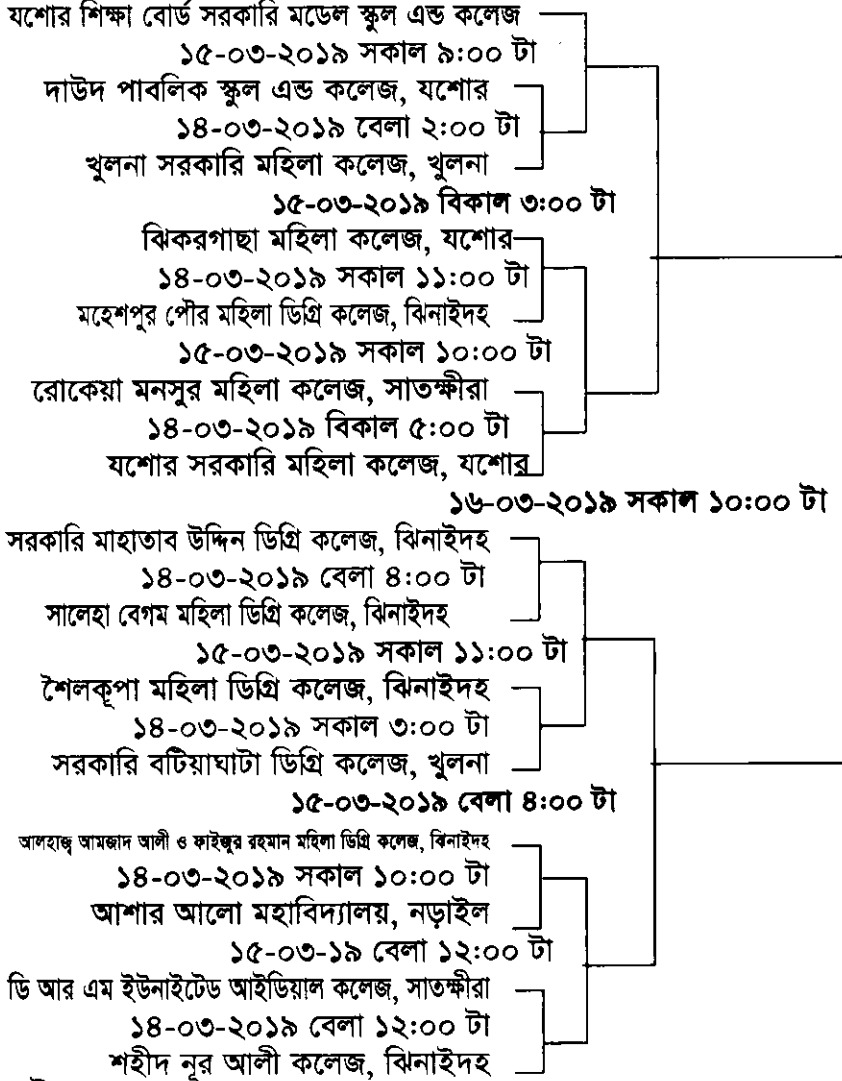 যশোর শিক্ষা বোর্ড সরকারি মডেল স্কুল এন্ড কলেজ
১৫-০৩-২০১৯ সকাল ৯:০০ টা
দাউদ পাবলিক স্কুল এন্ড কলেজ, যশোর
১৪-০৩-২০১৯ বেলা ২:০০ টা
খুলনা সরকারি মহিলা কলেজ, খুলনা
১৫-০৩-২০১৯ বিকাল ৩:০০ টা
ঝিকরগাছা মহিলা কলেজ, যশোর
১৪-০৩-২০১৯ সকাল ১১:০০ টা
মহেশপুর পৌর মহিলা ডিগ্রি কলেজ, ঝিনাইদহ
১৫-০৩-২০১৯ সকাল ১০:০০ টা
রোকেয়া মনসুর মহিলা কলেজ, সাতক্ষীরা
১৪-০৩-২০১৯ বিকাল ৫:০০ টা
যশোর সরকারি মহিলা কলেজ, যশোর
১৬-০৩-২০১৯ সকাল ১০:০০ টা
সরকারি মাহাতাব উদ্দিন ডিগ্রি কলেজ, ঝিনাইদহ
১৪-০৩-২০১৯ বেলা ৪:০০ টা
সালেহা বেগম মহিলা ডিগ্রি কলেজ, ঝিনাইদহ
১৫-০৩-২০১৯ সকাল ১১:০০ টা
শৈলকূপা মহিলা ডিগ্রি কলেজ, ঝিনাইদহ
১৪-০৩-২০১৯ সকাল ৩:০০ টা
সরকারি বটিয়াঘাটা ডিগ্রি কলেজ, খুলনা
১৫-০৩-২০১৯ বেলা ৪:০০ টা
আলহাজ্ব আমজাদ আলী ও ফাইজুর রহমান মহিলা ডিগ্রি কলেজ, ঝিনাইদহ
১৪-০৩-২০১৯ সকাল ১০:০০ টা
আশার আলো মহাবিদ্যালয়, নড়াইল
১৫-০৩-১৯ বেলা ১২:০০ টা
ডি আর এম ইউনাইটেড আইডিয়াল কলেজ, সাতক্ষীরা
১৪-০৩-২০১৯ বেলা ১২:০০ টা
শহীদ নূর আলী কলেজ, ঝিনাইদহ